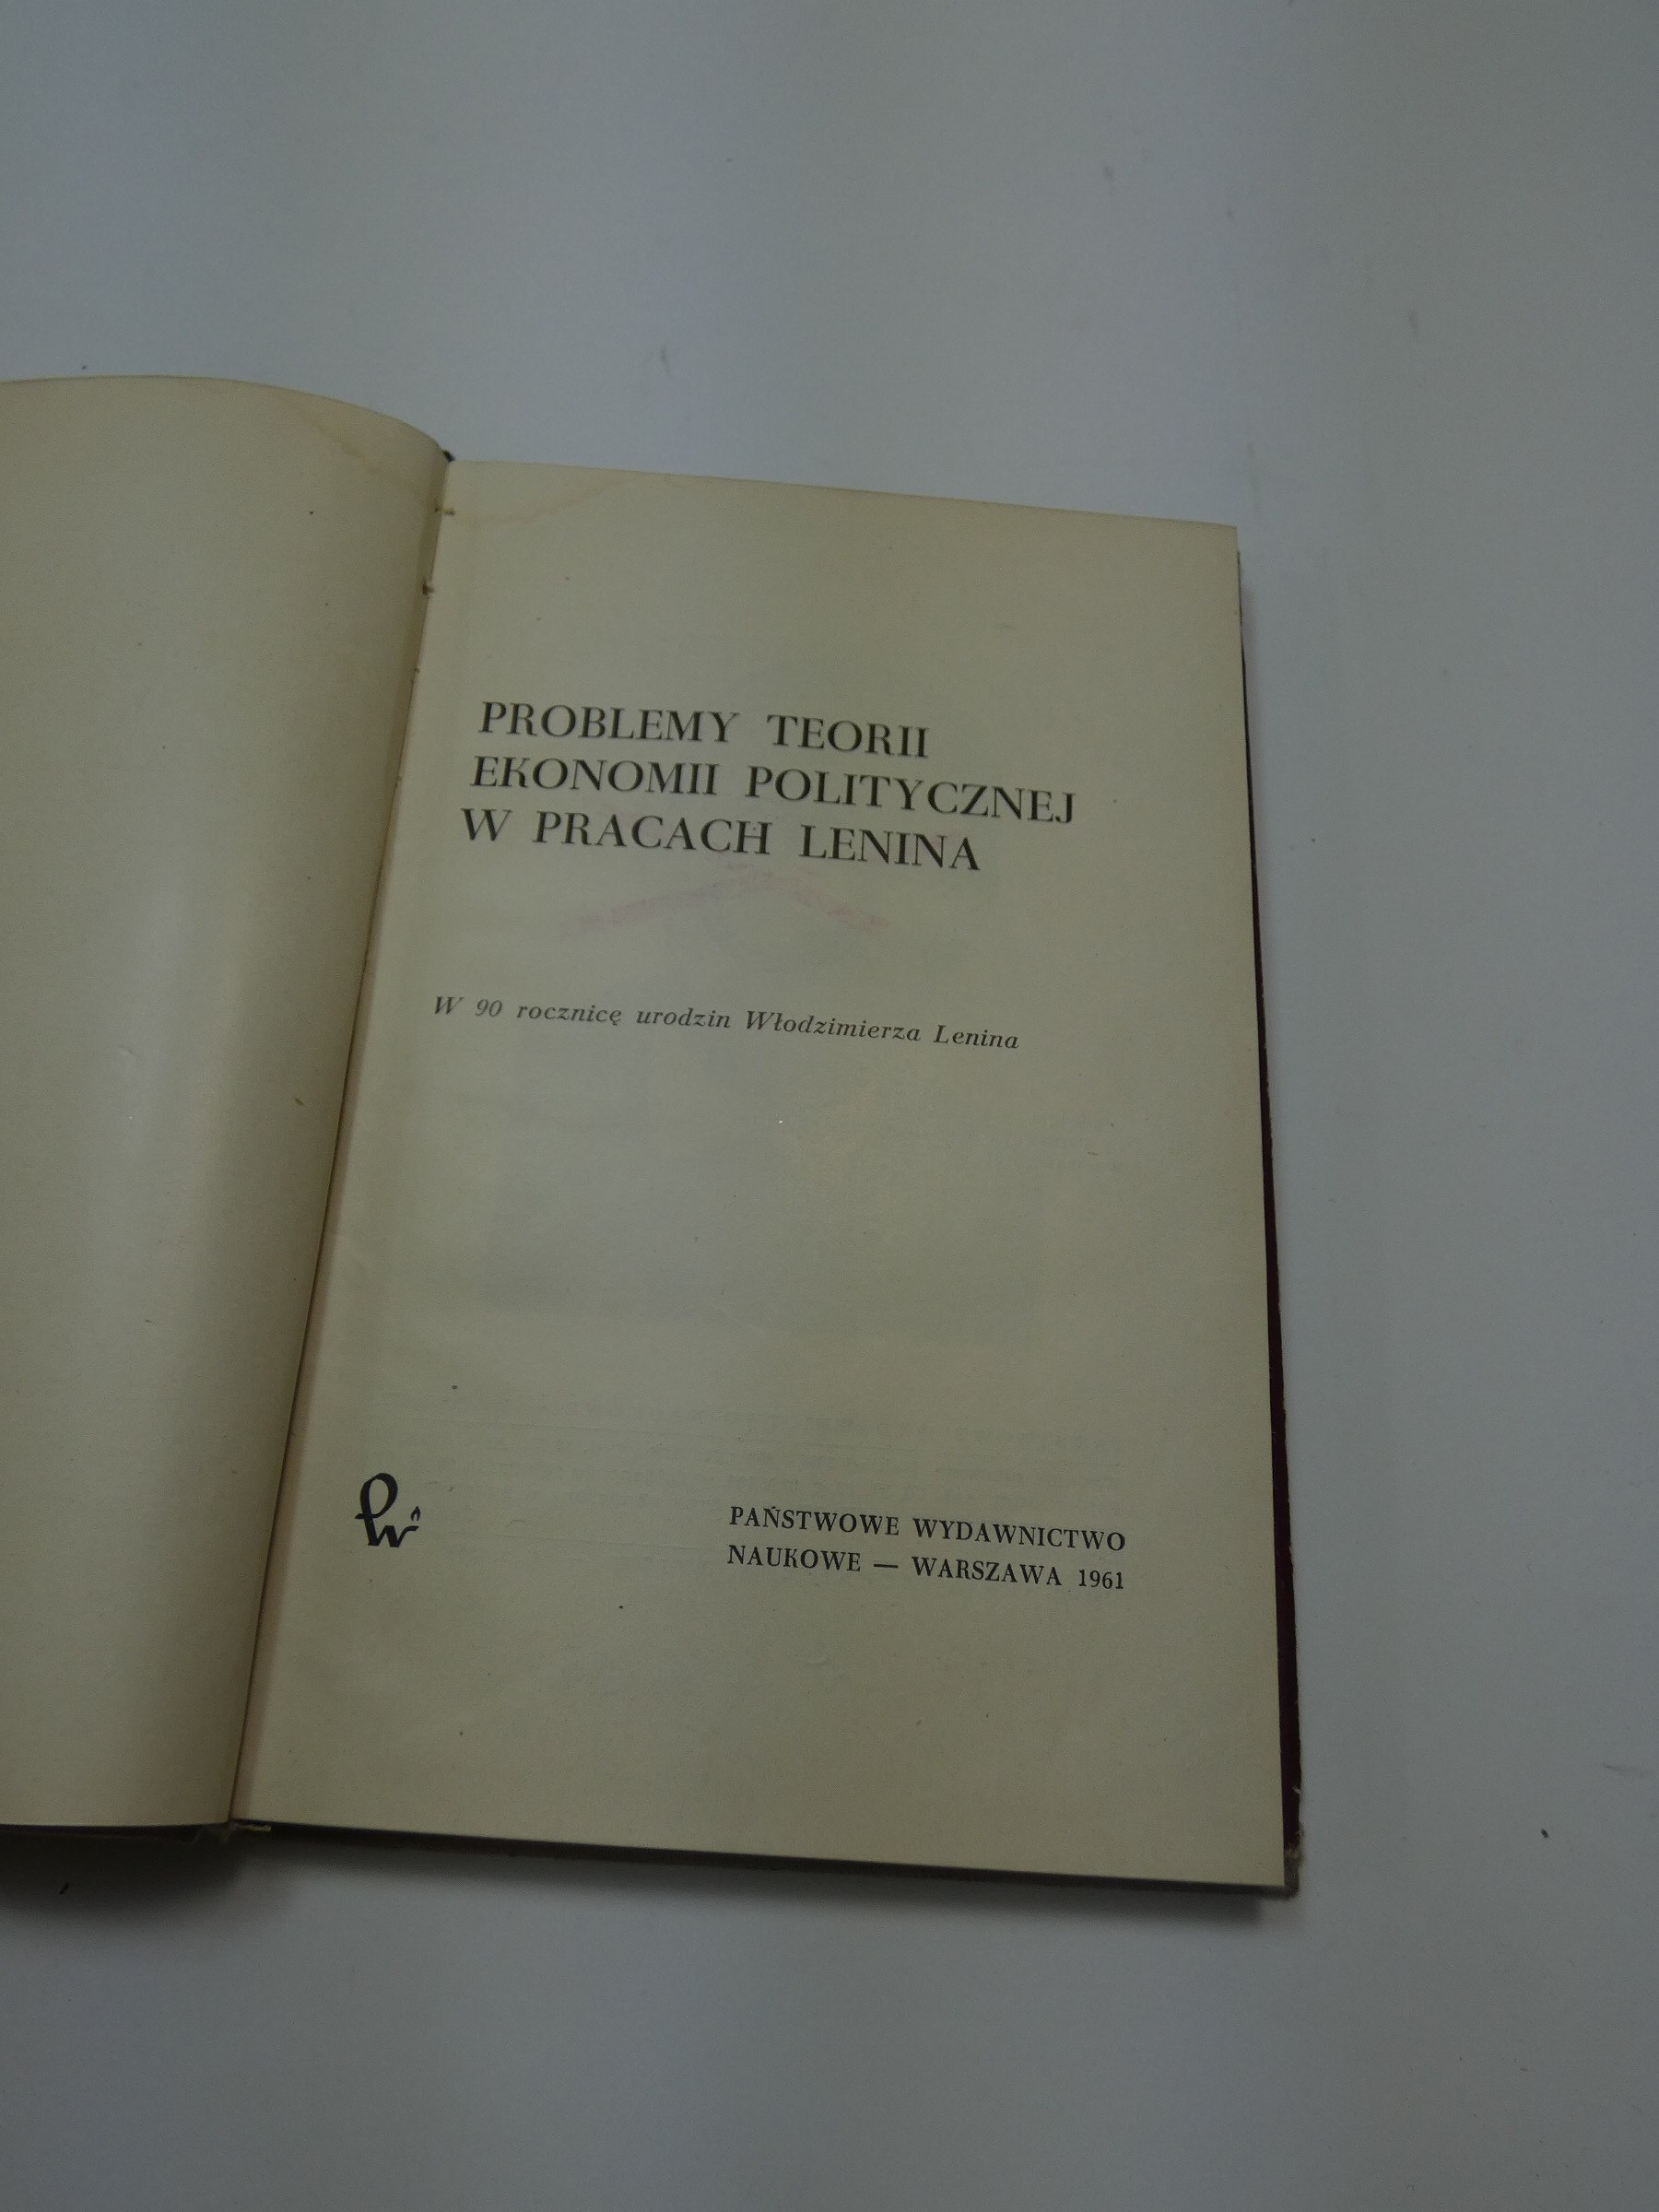 PROBLEMY TEORII
EKONOMII POLITYCZNEJ
W PRACACH LENINA
W 90 rocznicę urodzin Włodzimierza Lenina
PAŃSTWOWE WYDAWNICTWO
NAUKOWE — WARSZAWA 1961